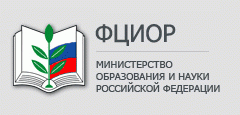 ФЦИОР
МИНИСТЕРСТВО
ОБРАЗОВАНИЯ И НАУКИ
РОССИЙСКОЙ ФЕДЕРАЦИИ